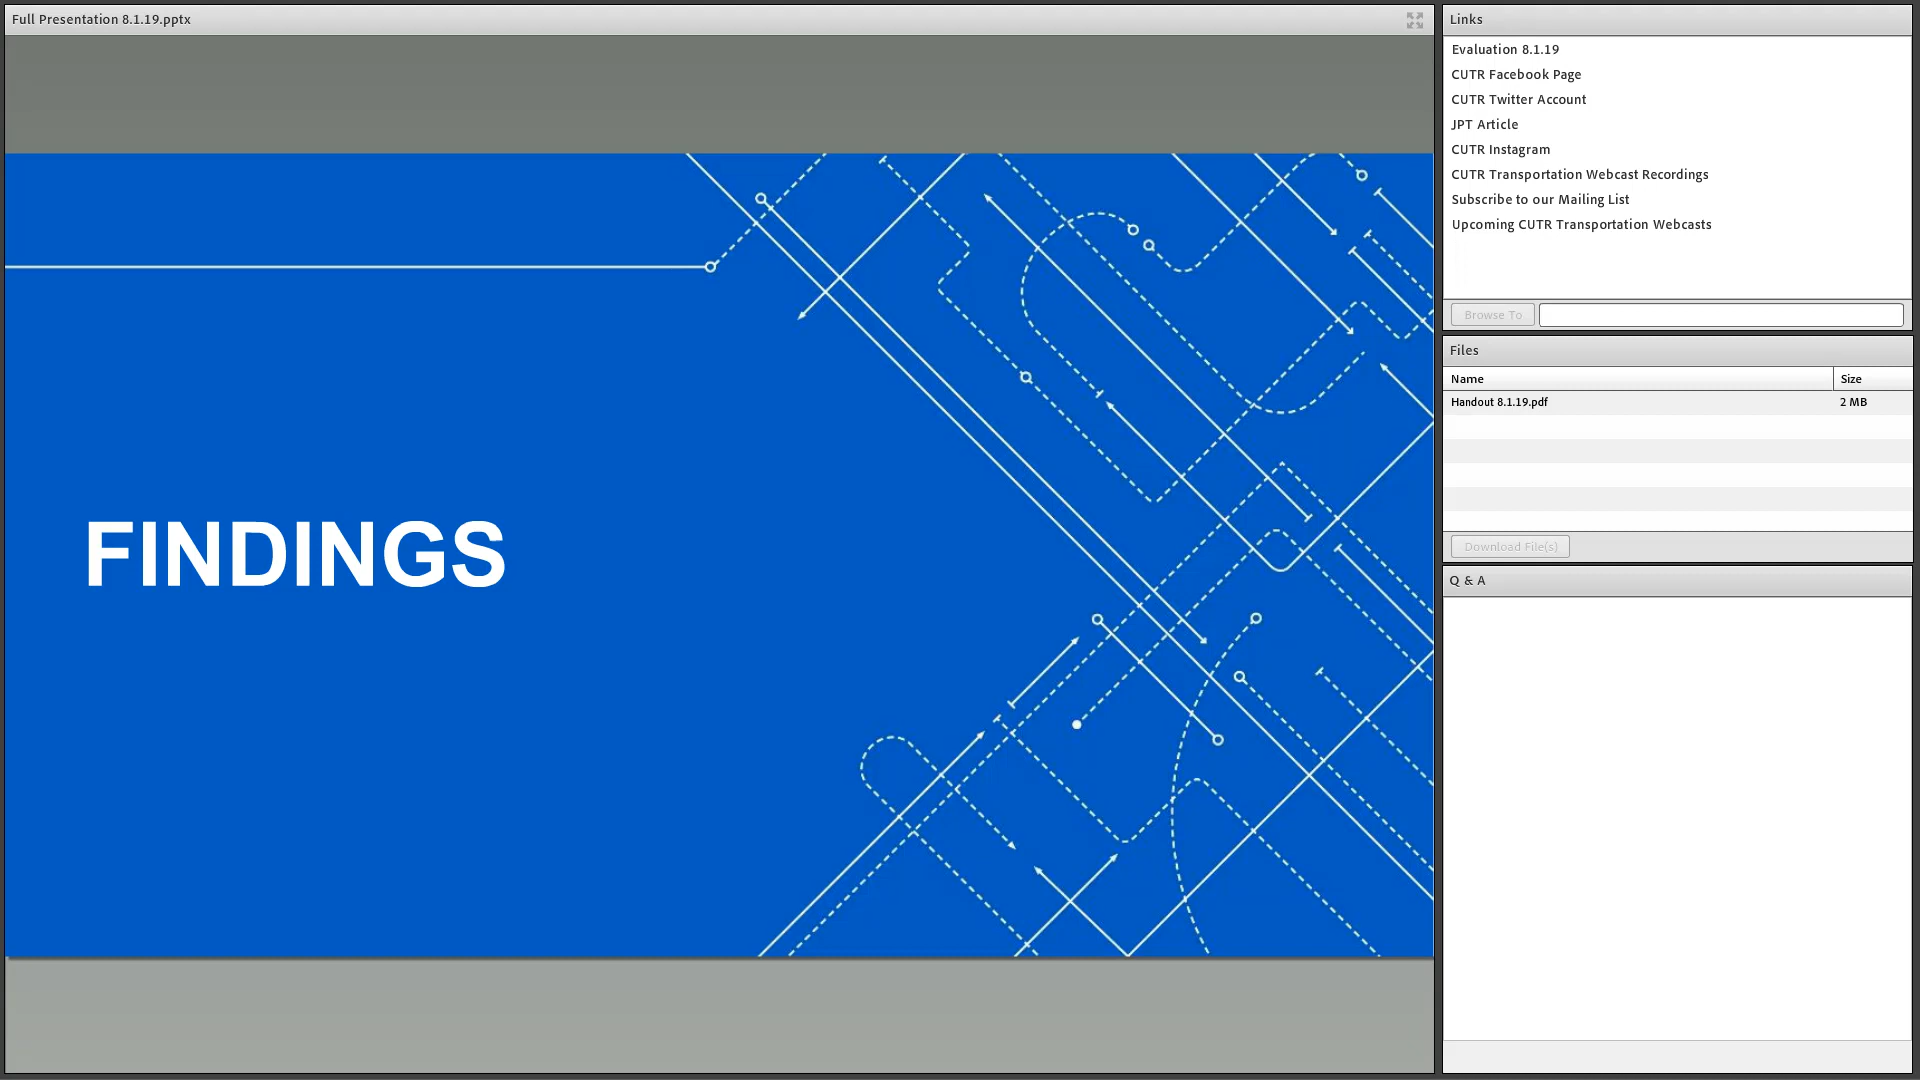 Full Presentation 8.1.19.pptx
FINDINGS
Links
Evaluation 8.1.19
CUTR Facebook Page
CUTR Twitter Account
JPT Article
CUTR Instagram
CUTR Transportation Webcast Recordings
Subscribe to our Mailing List
Upcoming CUTR Transportation Webcasts
Browse To
Files
Name Size
Handout 8.1.19.pdf 2 MB
Download File(s)
Q & A